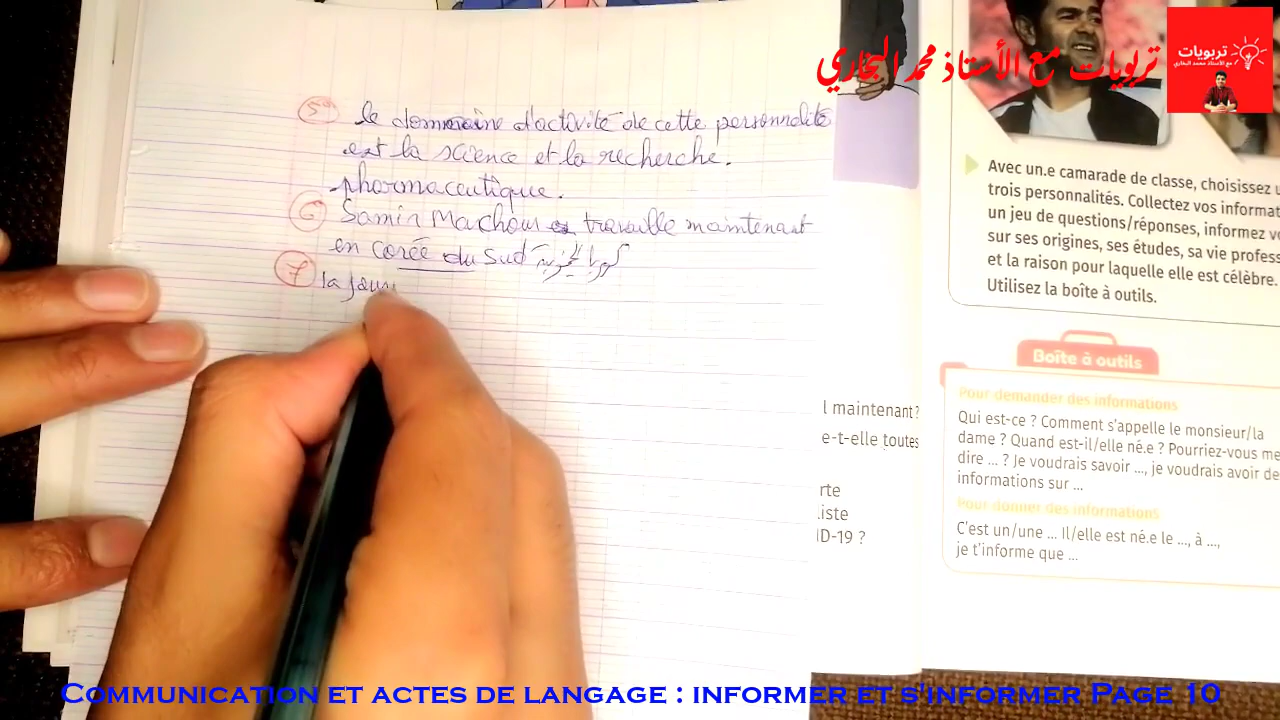 تربويات مع الأستاذ محمد البخاري
تربويات
مع الأستاذ محمد البخاري
5° le domaine d'activité de cette personnalité
est la science et la recherche.
pharmaceutique.
6 Samir Machour travaille maintenant
en corée du sud كوريا الجنوبية
7 la jour
l maintenant?
e-t-elle toutes
rte
iste
ID-19 ?
Avec un.e camarade de classe, choisissez
trois personnalités. Collectez vos informat
un jeu de questions/réponses, informez v
sur ses origines, ses études, sa vie profess
et la raison pour laquelle elle est célèbre.
Utilisez la boîte à outils.
Boîte à outils
Pour demander des informations
Qui est-ce ? Comment s'appelle le monsieur/la
dame ? Quand est-il/elle né.e ? Pourriez-vous me
dire ... ? Je voudrais savoir ..., je voudrais avoir de
informations sur ...
Pour donner des informations
C'est un/une ... Il/elle est né.e le ..., à ...,
je t'informe que ...
Communication et actes de langage : informer et s'informer Page 10